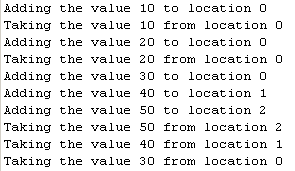 Adding the value 10 to location 0
Taking the value 10 from location 0
Adding the value 20 to location 0
Taking the value 20 from location 0
Adding the value 30 to location 0
Adding the value 40 to location 1
Adding the value 50 to location 2
Taking the value 50 from location 2
Taking the value 40 from location 1
Taking the value 30 from location 0